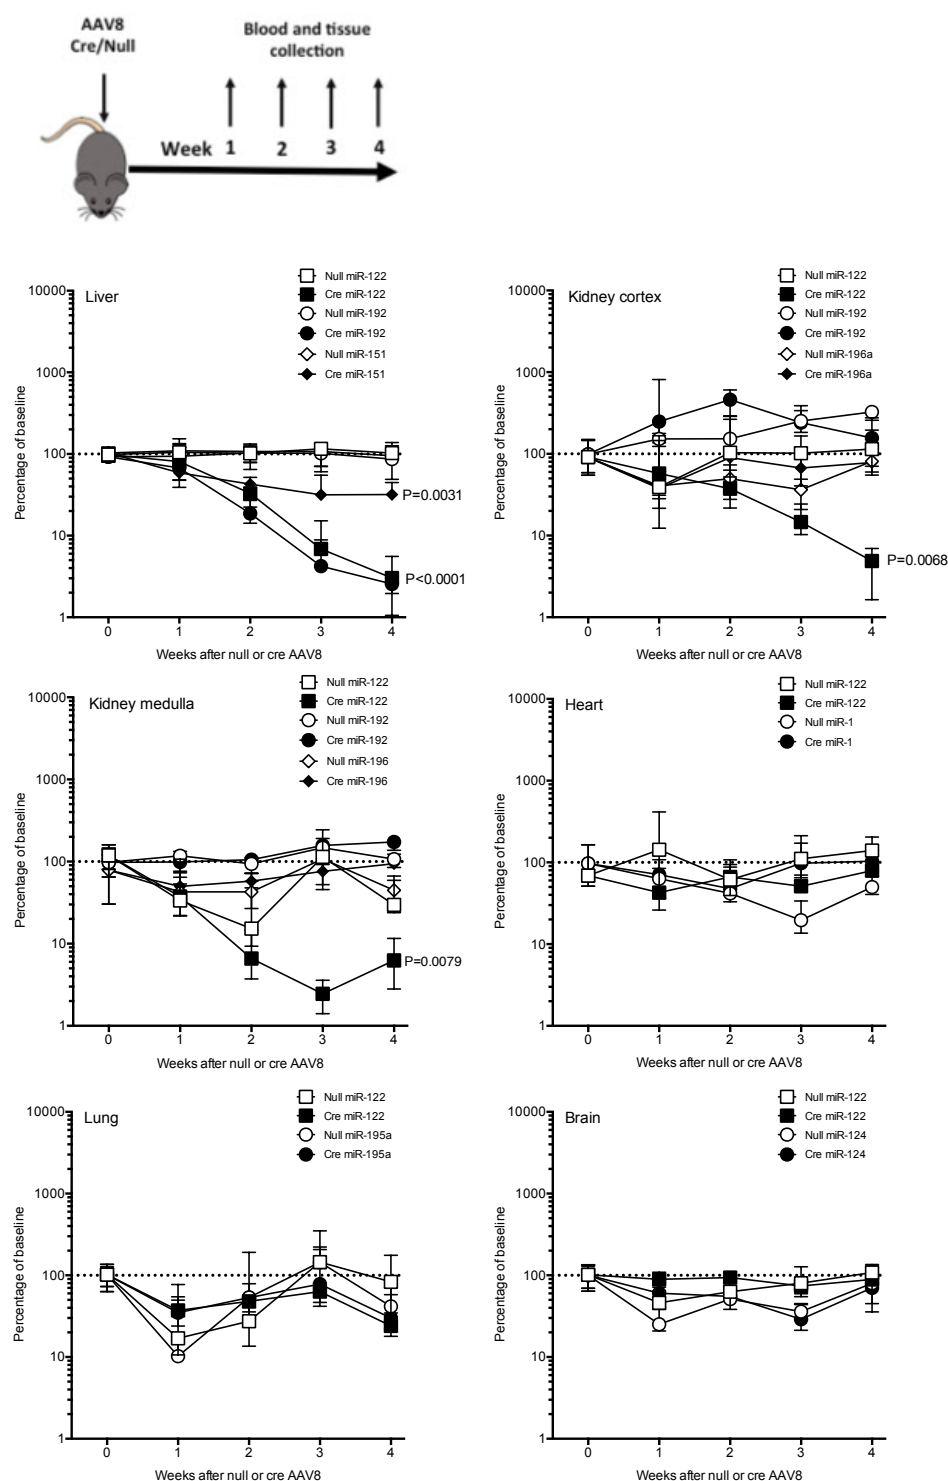 AAV8
Cre/Null
Blood and tissue
collection
Week 1 2 3 4
Liver
Null miR-122
Cre miR-122
Null miR-192
Cre miR-192
Null miR-151
Cre miR-151
10000
1000
100
10
1
Percentage of baseline
P=0.0031
P<0.0001
0 1 2 3 4
Weeks after null or cre AAV8
Kidney cortex
Null miR-122
Cre miR-122
Null miR-192
Cre miR-192
Null miR-196a
Cre miR-196a
10000
1000
100
10
1
Percentage of baseline
P=0.0068
0 1 2 3 4
Weeks after null or cre AAV8
Kidney medulla
Null miR-122
Cre miR-122
Null miR-192
Cre miR-192
Null miR-196
Cre miR-196
10000
1000
100
10
1
Percentage of baseline
P=0.0079
0 1 2 3 4
Weeks after null or cre AAV8
Heart
Null miR-122
Cre miR-122
Null miR-1
Cre miR-1
10000
1000
100
10
1
Percentage of baseline
0 1 2 3 4
Weeks after null or cre AAV8
Lung
Null miR-122
Cre miR-122
Null miR-195a
Cre miR-195a
10000
1000
100
10
1
Percentage of baseline
0 1 2 3 4
Weeks after null or cre AAV8
Brain
Null miR-122
Cre miR-122
Null miR-124
Cre miR-124
10000
1000
100
10
1
Percentage of baseline
0 1 2 3 4
Weeks after null or cre AAV8